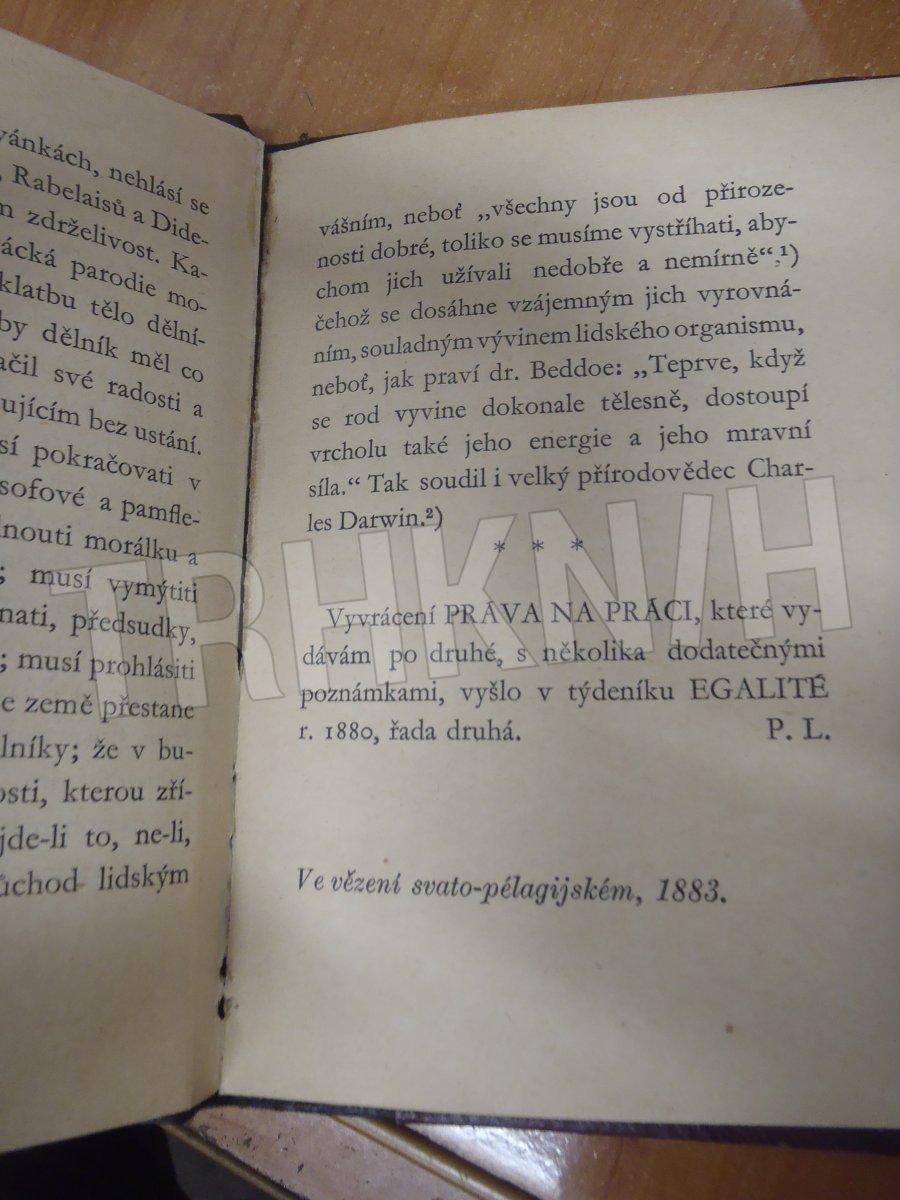 vánkách, nehlásí se
, Rabelaisů a Dide-
m zdrželivost. Ka-
ácká parodie mo-
klatbu tělo dělní-
by dělník měl co
ačil své radosti a
ujícím bez ustání.
sí pokračovati v
sofové a pamfle-
dnouti morálku a
; musí vymýtiti
nati, předsudky,
; musí prohlásiti
e země přestane
lníky; že v bu-
osti, kterou zří-
jde-li to, ne-li,
ůchod lidským
vášním, neboť „všechny jsou od přiroze-
nosti dobré, toliko se musíme vystříhati, aby-
chom jich užívali nedobře a nemírně“,¹)
čehož se dosáhne vzájemným jich vyrovná-
ním, souladným vývinem lidského organismu,
neboť, jak praví dr. Beddoe: „Teprve, když
se rod vyvine dokonale tělesně, dostoupí
vrcholu také jeho energie a jeho mravní
síla.“ Tak soudil i velký přírodovědec Char-
les Darwin.²)
* * *
Vyvrácení PRÁVA NA PRÁCI, které vy-
dávám po druhé, s několika dodatečnými
poznámkami, vyšlo v týdeníku EGALITÉ
r. 1880, řada druhá. P. L.
Ve vězení svato-pélagijském, 1883.
TRHKN/H